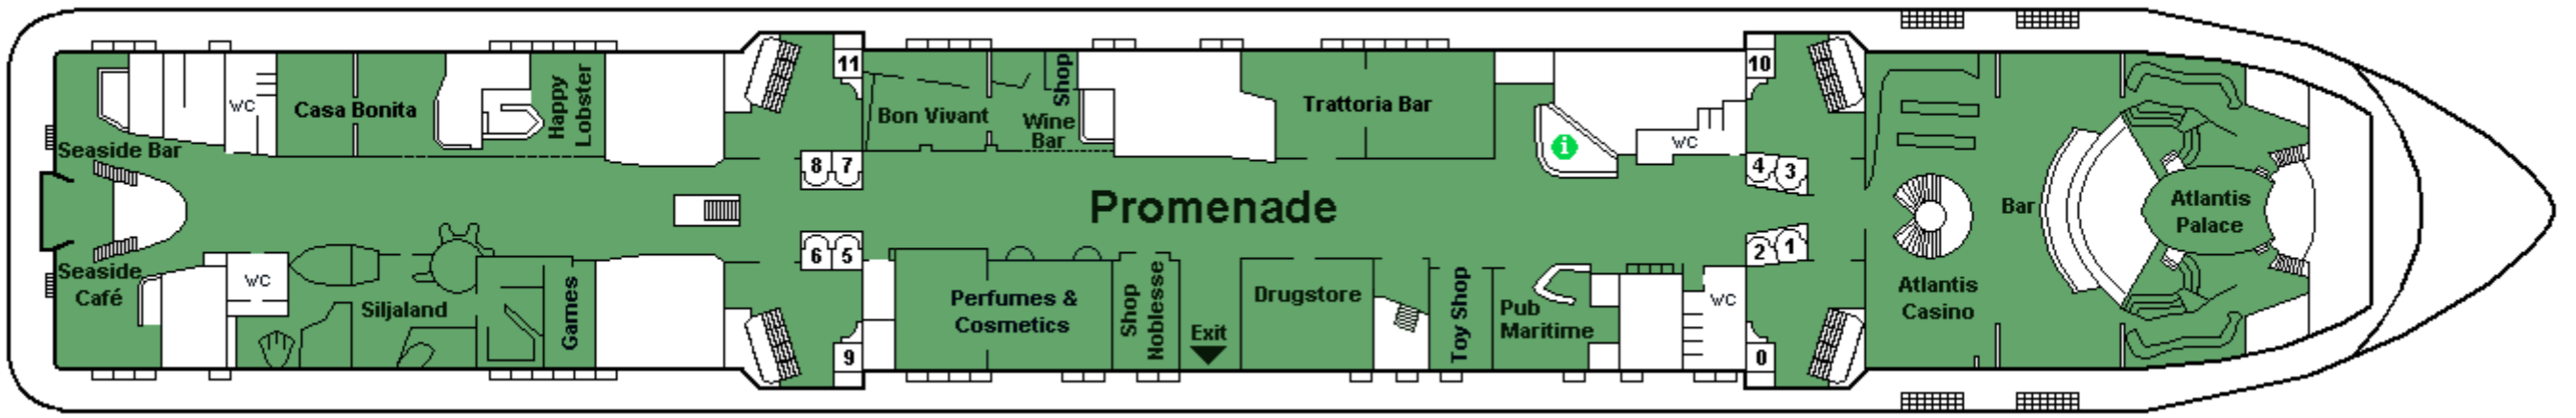 11
10
WC
Casa Bonita
Happy
Lobster
Bon Vivant
Shop
Wine
Bar
Trattoria Bar
i
WC
Seaside Bar
8
7
4
3
Promenade
Bar
Atlantis
Palace
6
5
2
1
Seaside
Café
WC
Siljaland
Games
Perfumes &
Cosmetics
Shop
Noblesse
Exit
Drugstore
Toy Shop
Pub
Maritime
WC
Atlantis
Casino
9
0